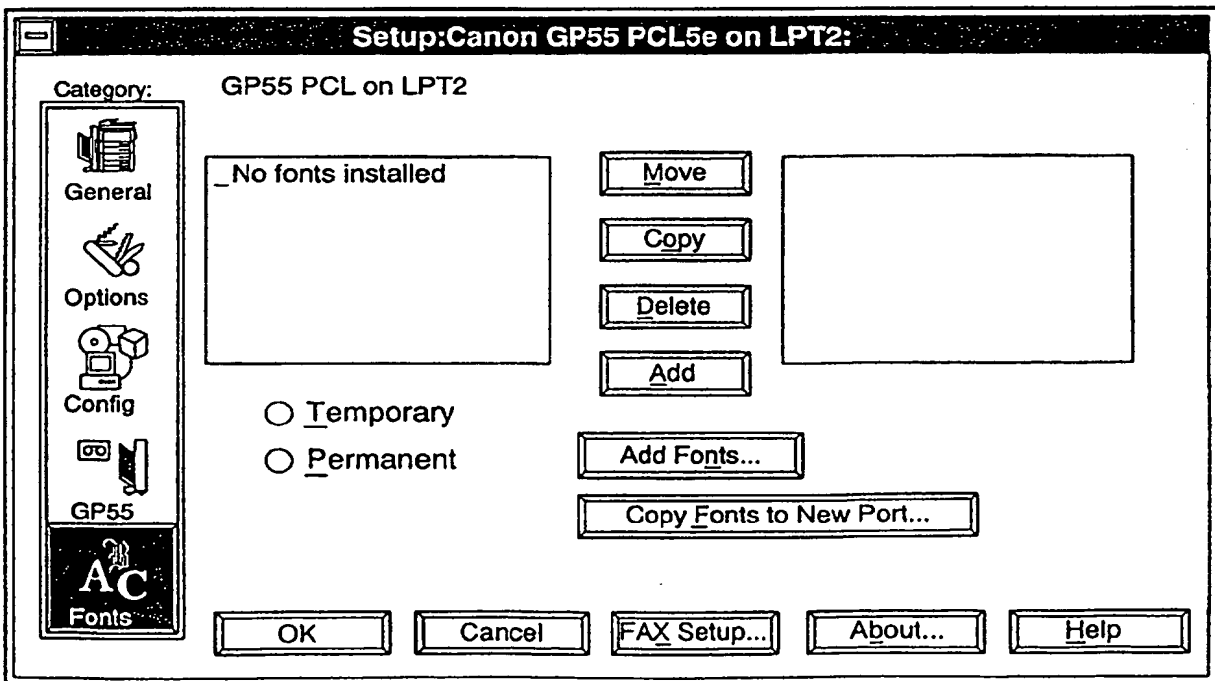 Setup:Canon GP55 PCL5e on LPT2:
Category:
General
Options
Config
GP55
ABC
Fonts
GP55 PCL on LPT2
_No fonts installed
Move
Copy
Delete
Add
Temporary
Permanent
Add Fonts...
Copy Fonts to New Port...
OK
Cancel
FAX Setup...
About...
Help